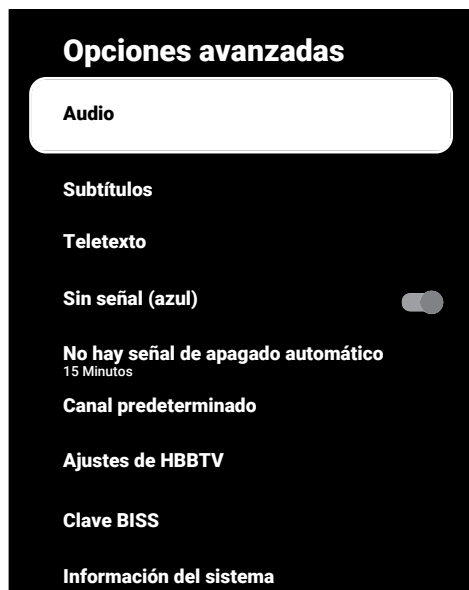 Opciones avanzadas
Audio
Subtítulos
Teletexto
Sin señal (azul)
No hay señal de apagado automático
15 Minutos
Canal predeterminado
Ajustes de HBBTV
Clave BISS
Información del sistema